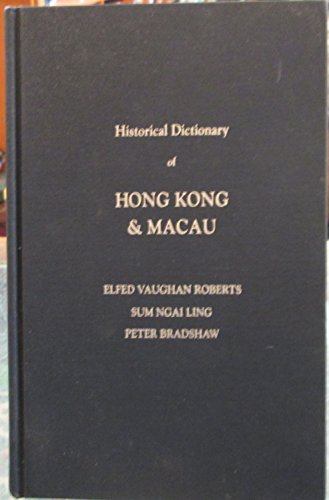 Historical Dictionary
of
HONG KONG
& MACAU
ELFED VAUGHAN ROBERTS
SUM NGAI LING
PETER BRADSHAW